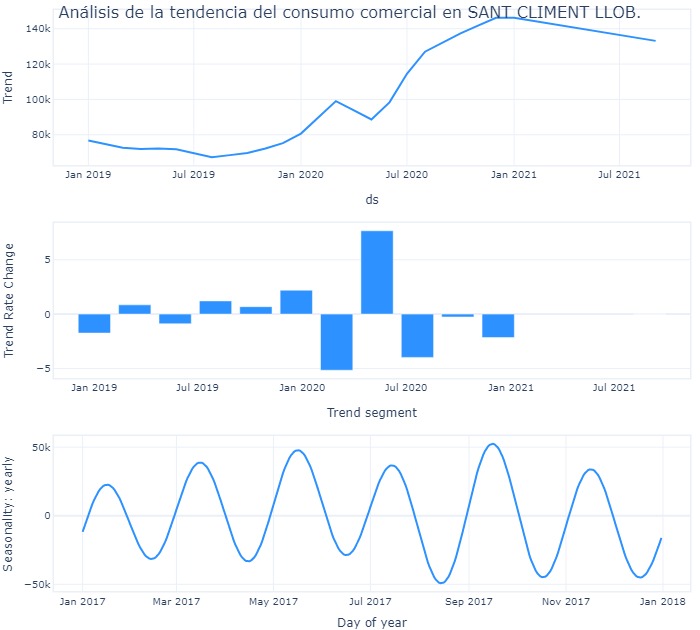 Análisis de la tendencia del consumo comercial en SANT CLIMENT LLOB.
140k
120k
100k
80k
Trend
Jan 2019
Jul 2019
Jan 2020
Jul 2020
Jan 2021
Jul 2021
ds
5
0
−5
Trend Rate Change
Jan 2019
Jul 2019
Jan 2020
Jul 2020
Jan 2021
Jul 2021
Trend segment
50k
0
−50k
Seasonality: yearly
Jan 2017
Mar 2017
May 2017
Jul 2017
Sep 2017
Nov 2017
Jan 2018
Day of year